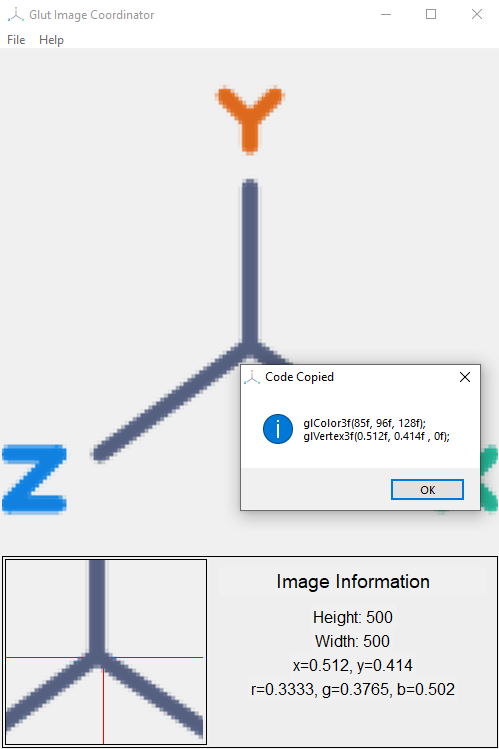 Glut Image Coordinator
File Help
Y
Code Copied
glColor3f(85f, 96f, 128f);
glVertex3f(0.512f, 0.414f , 0f);
OK
Z X
Image Information
Height: 500
Width: 500
x=0.512, y=0.414
r=0.3333, g=0.3765, b=0.502